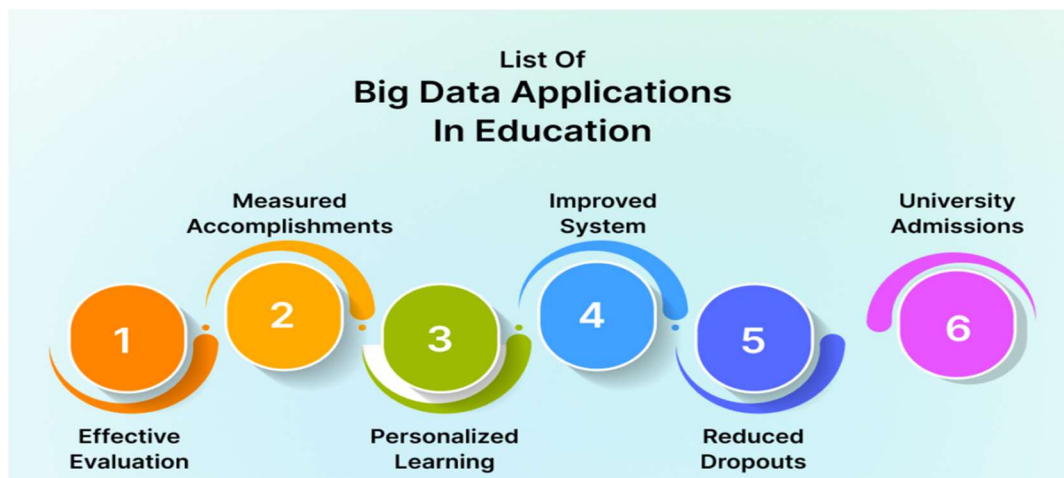 List Of
Big Data Applications
In Education
1
Effective
Evaluation
2
Measured
Accomplishments
3
Personalized
Learning
4
Improved
System
5
Reduced
Dropouts
6
University
Admissions